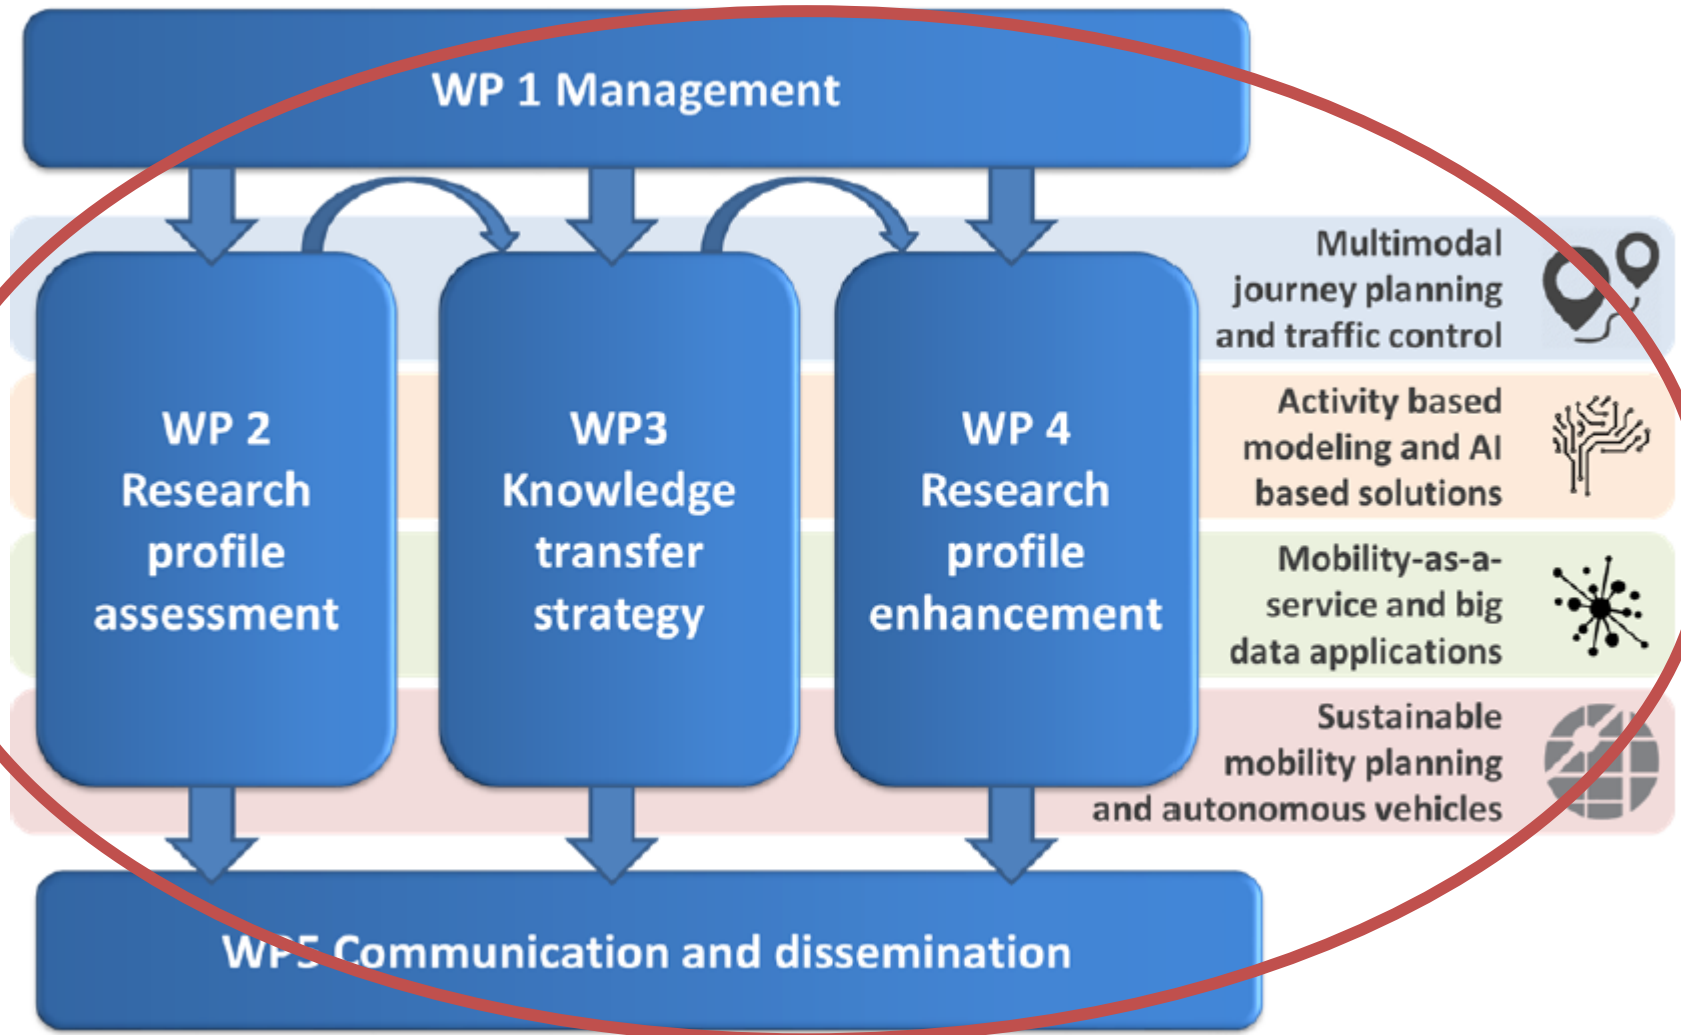 WP 1 Management
WP 2
Research
profile
assessment
WP3
Knowledge
transfer
strategy
WP 4
Research
profile
enhancement
Multimodal
journey planning
and traffic control
Activity based
modeling and AI
based solutions
Mobility-as-a-
service and big
data applications
Sustainable
mobility planning
and autonomous vehicles
WP5 Communication and dissemination